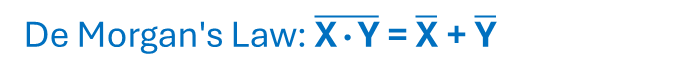 De Morgan's Law: X̅ ̅·̅ ̅Y̅ = X̅ + Y̅